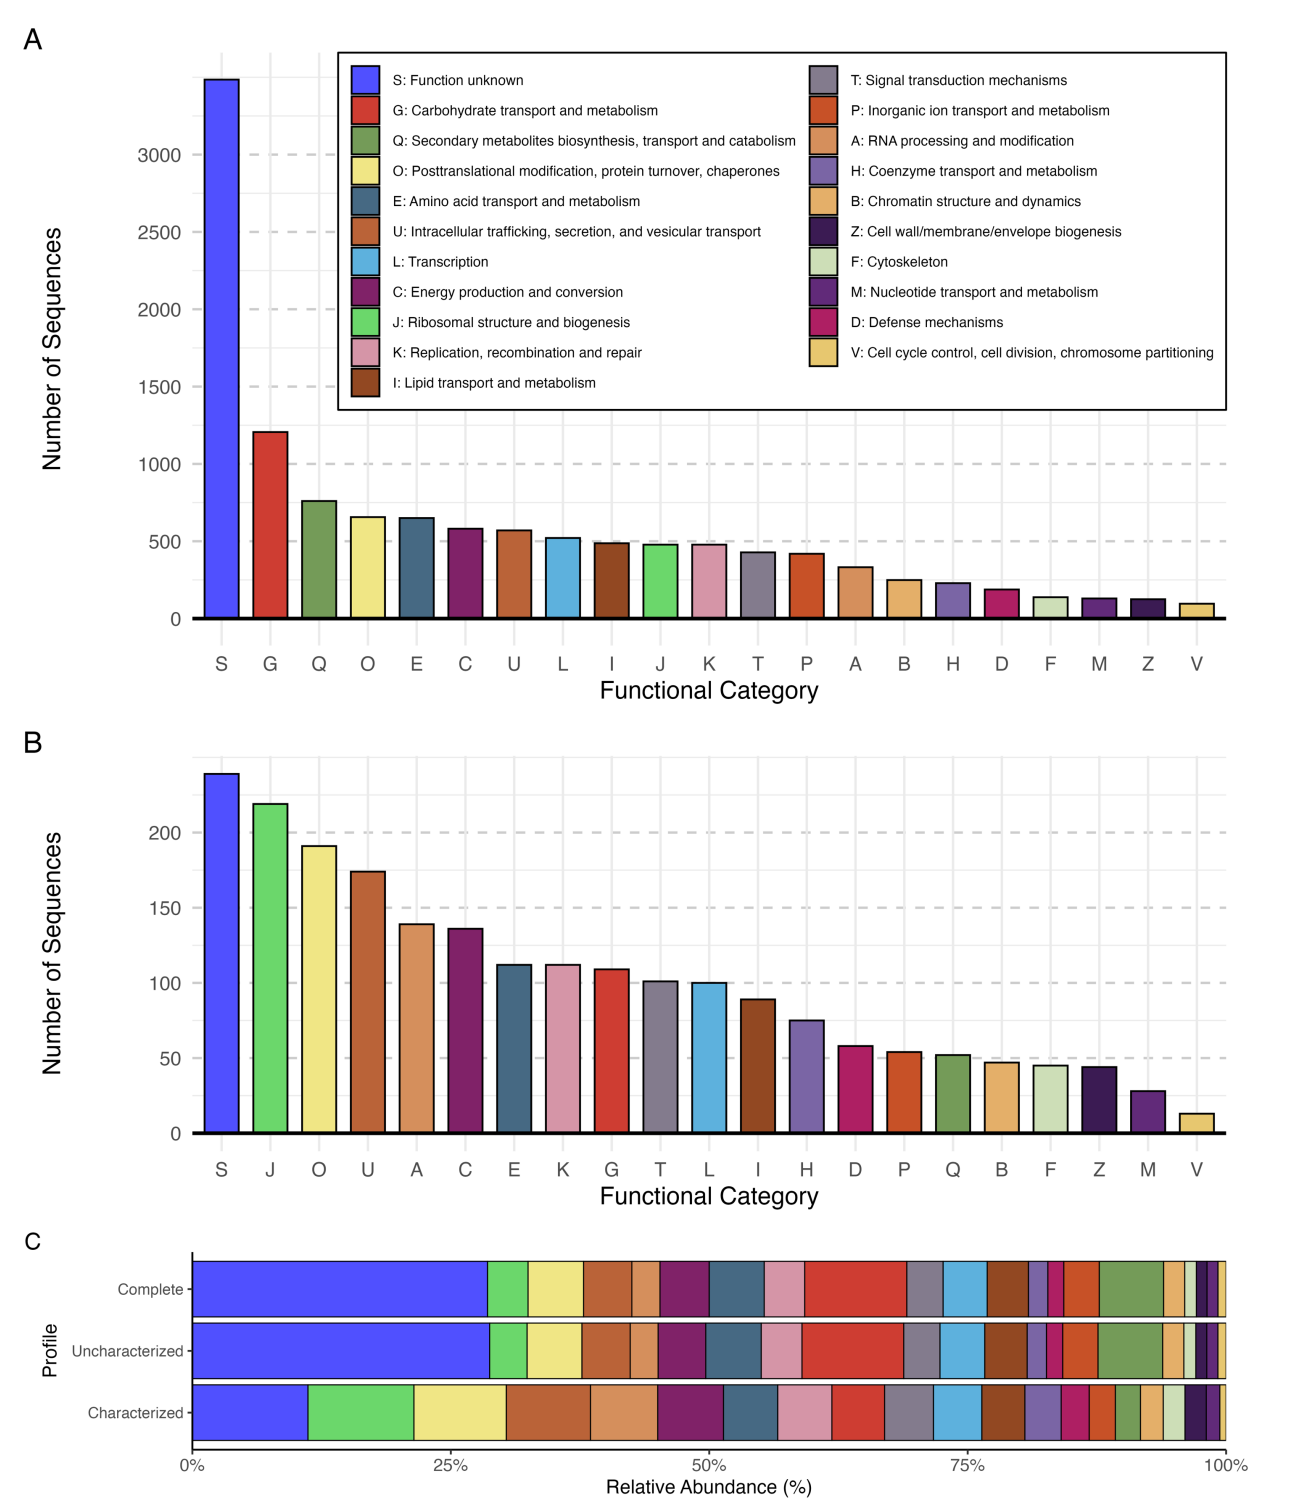 A
S: Function unknown
G: Carbohydrate transport and metabolism
Q: Secondary metabolites biosynthesis, transport and catabolism
O: Posttranslational modification, protein turnover, chaperones
E: Amino acid transport and metabolism
U: Intracellular trafficking, secretion, and vesicular transport
L: Transcription
C: Energy production and conversion
J: Ribosomal structure and biogenesis
K: Replication, recombination and repair
I: Lipid transport and metabolism
T: Signal transduction mechanisms
P: Inorganic ion transport and metabolism
A: RNA processing and modification
H: Coenzyme transport and metabolism
B: Chromatin structure and dynamics
Z: Cell wall/membrane/envelope biogenesis
F: Cytoskeleton
M: Nucleotide transport and metabolism
D: Defense mechanisms
V: Cell cycle control, cell division, chromosome partitioning
Number of Sequences
3000
2500
2000
1500
1000
500
0
S G Q O E C U L I J K T P A B H D F M Z V
Functional Category
B
Number of Sequences
200
150
100
50
0
S J O U A C E K G T L I H D P Q B F Z M V
Functional Category
C
Profile
Complete
Uncharacterized
Characterized
0% 25% 50% 75% 100%
Relative Abundance (%)